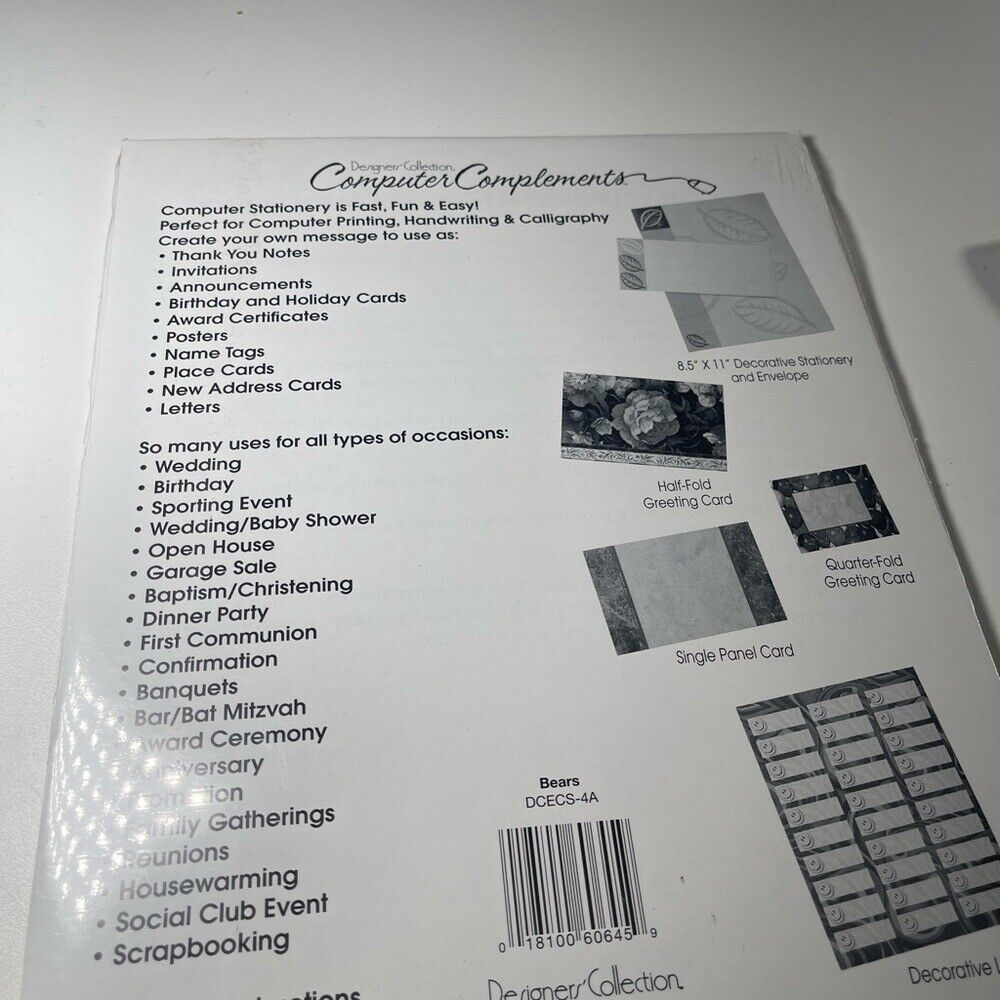 Designers' Collection
Computer Complements
Computer Stationery is Fast, Fun & Easy!
Perfect for Computer Printing, Handwriting & Calligraphy
Create your own message to use as:
• Thank You Notes
• Invitations
• Announcements
• Birthday and Holiday Cards
• Award Certificates
• Posters
• Name Tags
• Place Cards
• New Address Cards
• Letters
So many uses for all types of occasions:
• Wedding
• Birthday
• Sporting Event
• Wedding/Baby Shower
• Open House
• Garage Sale
• Baptism/Christening
• Dinner Party
• First Communion
• Confirmation
• Banquets
• Bar/Bat Mitzvah
Award Ceremony
Anniversary
Family Gatherings
Reunions
• Housewarming
• Social Club Event
• Scrapbooking
8.5" X 11" Decorative Stationery
and Envelope
Half-Fold
Greeting Card
Quarter-Fold
Greeting Card
Single Panel Card
Decorative
Bears
DCECS-4A
0 18100 60645 9
Designers' Collection